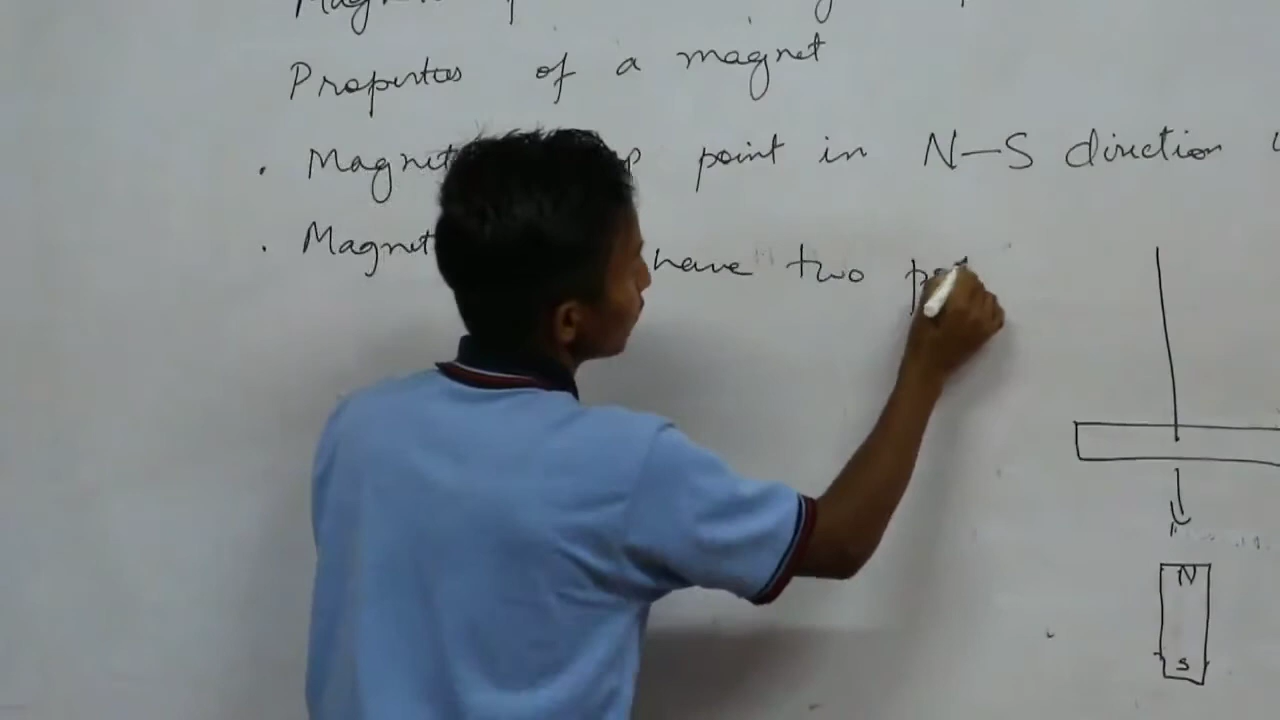 Properties of a magnet
. Magnet point in N-S direction
. Magnet have two
N
S